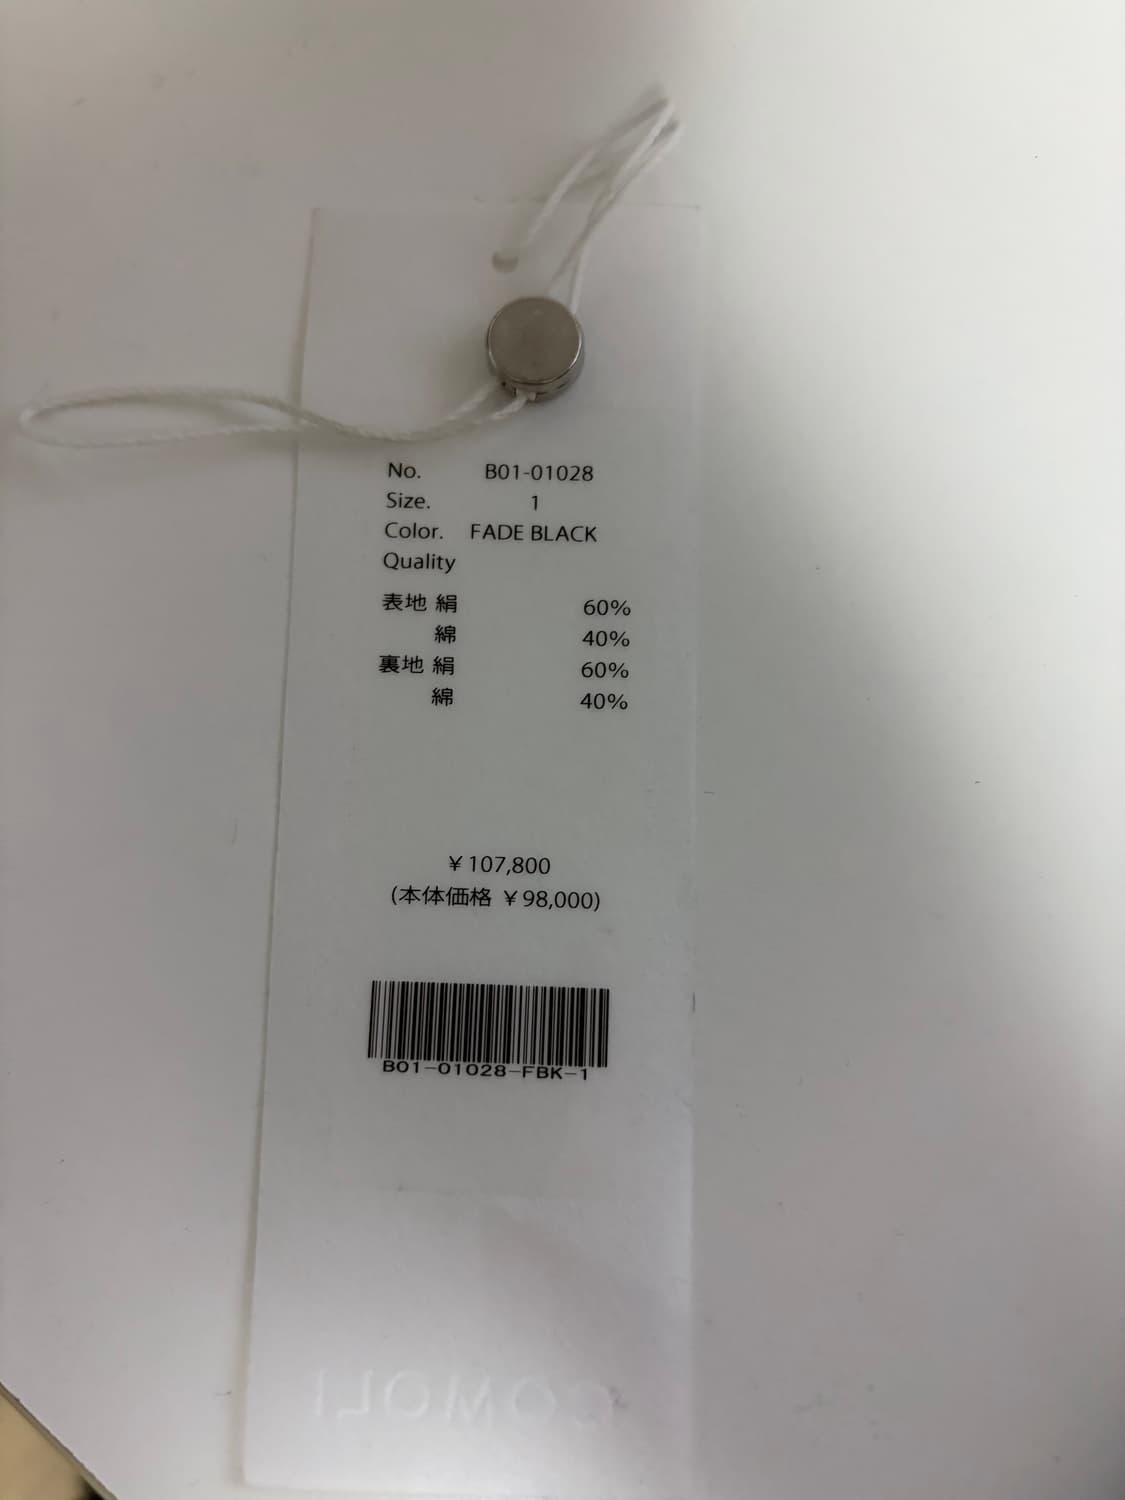 No. B01-01028
Size. 1
Color. FADE BLACK
Quality
表地 絹 60%
綿 40%
裏地 絹 60%
綿 40%
￥107,800
(本体価格 ￥98,000)
B01-01028-FBK-1
COMOLI